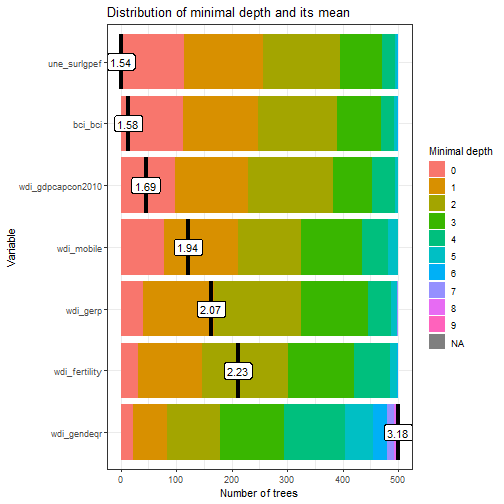 Distribution of minimal depth and its mean
Variable
une_surlgpef
bci_bci
wdi_gdpcapcon2010
wdi_mobile
wdi_gerp
wdi_fertility
wdi_gendeqr
1.54
1.58
1.69
1.94
2.07
2.23
3.18
0 100 200 300 400 500
Number of trees
Minimal depth
0
1
2
3
4
5
6
7
8
9
NA